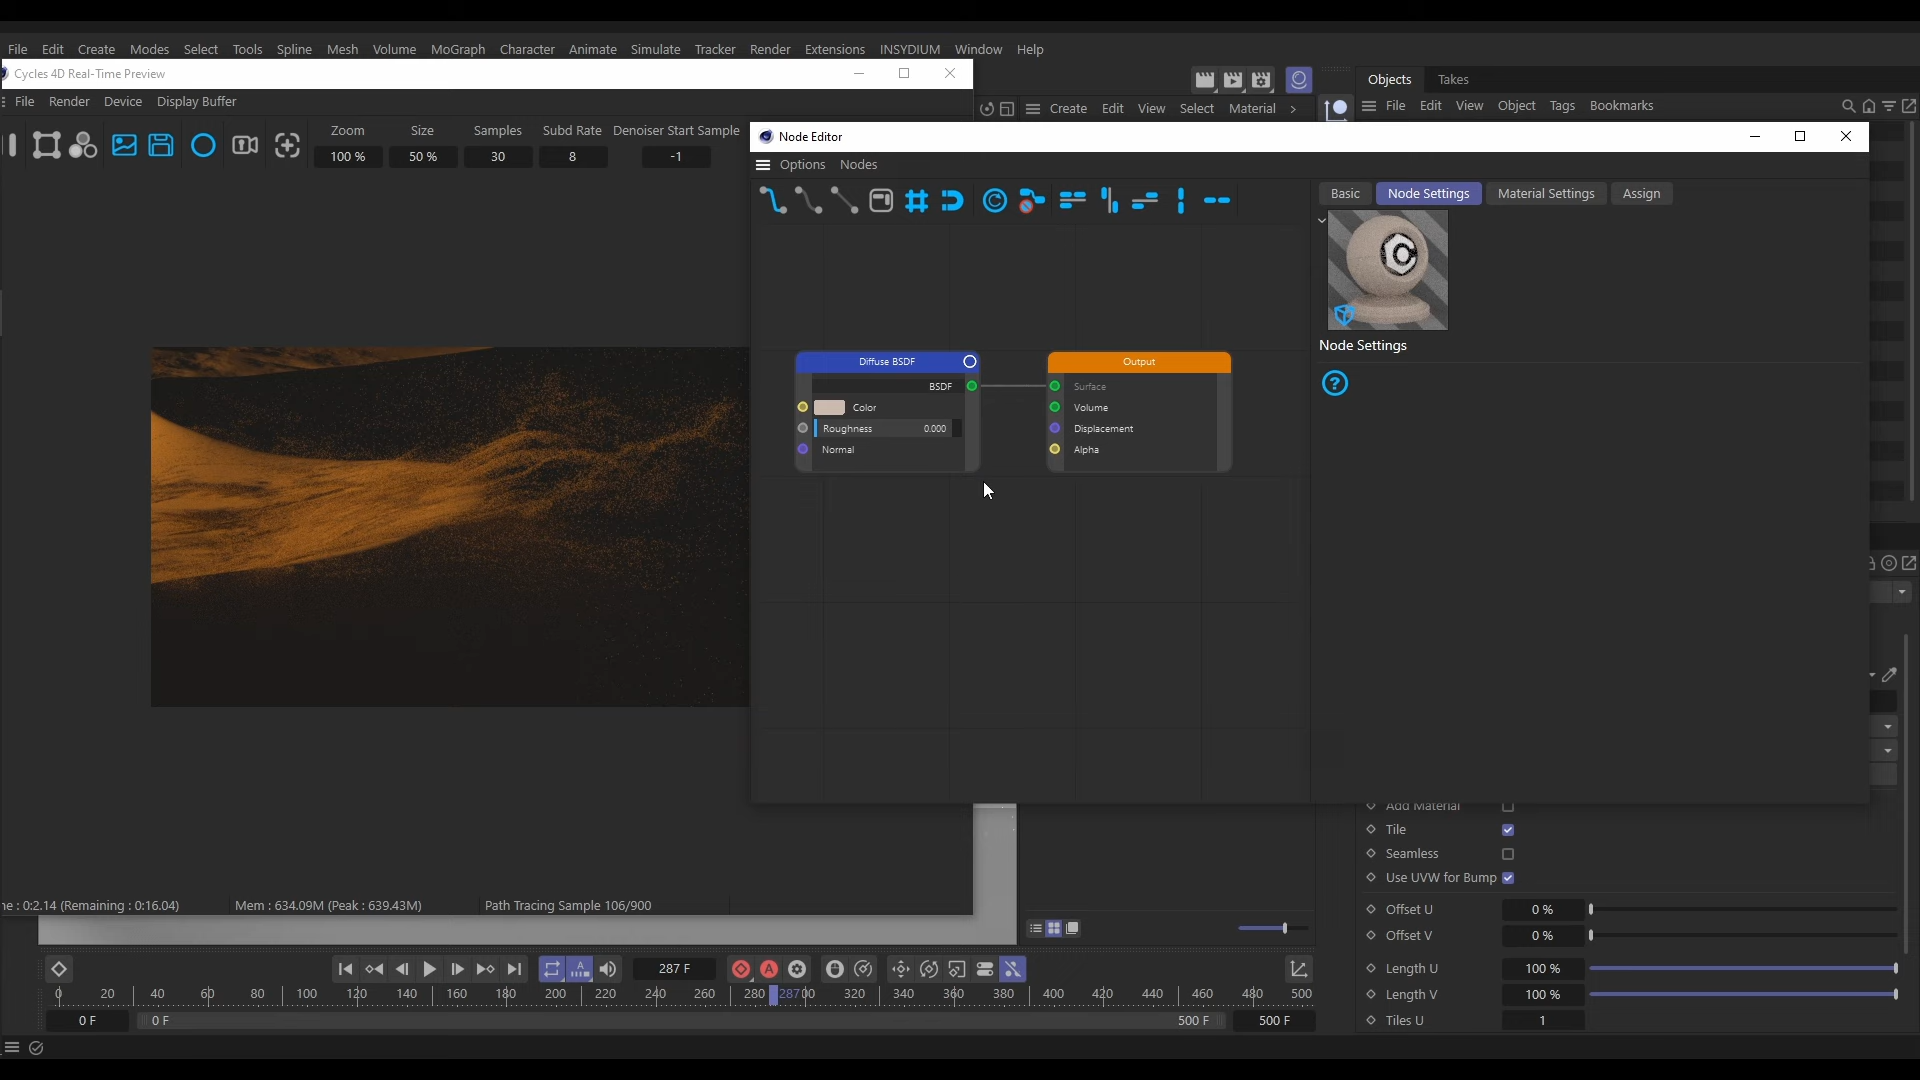 File Edit Create Modes Select Tools Spline Mesh Volume MoGraph Character Animate Simulate Tracker Render Extensions INSYDIUM Window Help
Cycles 4D Real-Time Preview
File Render Device Display Buffer
Zoom Size Samples Subd Rate Denoiser Start Sample
100 % 50 % 30 8 -1
Create Edit View Select Material
Objects Takes
File Edit View Object Tags Bookmarks
Node Editor
Options Nodes
Basic Node Settings Material Settings Assign
Node Settings
Diffuse BSDF
BSDF
Color
Roughness 0.000
Normal
Output
Surface
Volume
Displacement
Alpha
Add Material
Tile
Seamless
Use UVW for Bump
Offset U 0 %
Offset V 0 %
Length U 100 %
Length V 100 %
Tiles U 1
: 0:2.14 (Remaining : 0:16.04) Mem : 634.09M (Peak : 639.43M) Path Tracing Sample 106/900
287 F
0 20 40 60 80 100 120 140 160 180 200 220 240 260 280 287 320 340 360 380 400 420 440 460 480 500
0 F 0 F 500 F 500 F